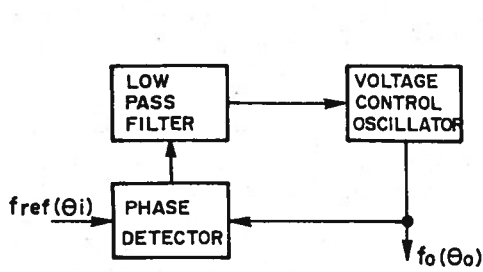 LOW
PASS
FILTER
VOLTAGE
CONTROL
OSCILLATOR
fref(θi)
PHASE
DETECTOR
fo(θo)